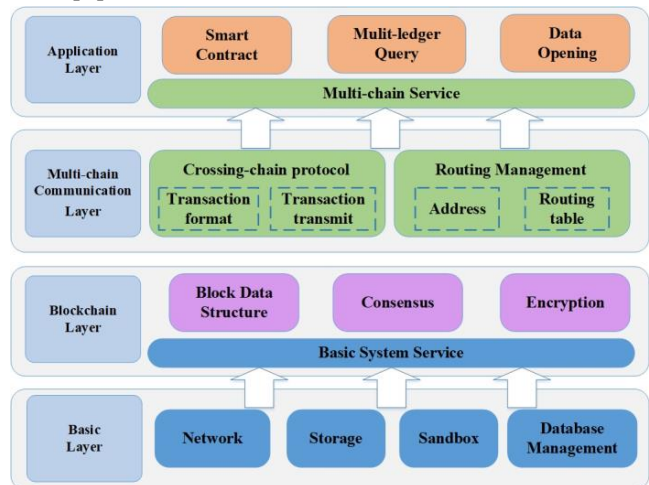 Application
Layer
Smart
Contract
Mulit-ledger
Query
Data
Opening
Multi-chain Service
Multi-chain
Communication
Layer
Crossing-chain protocol
Transaction
format
Transaction
transmit
Routing Management
Address
Routing
table
Blockchain
Layer
Block Data
Structure
Consensus
Encryption
Basic System Service
Basic
Layer
Network
Storage
Sandbox
Database
Management